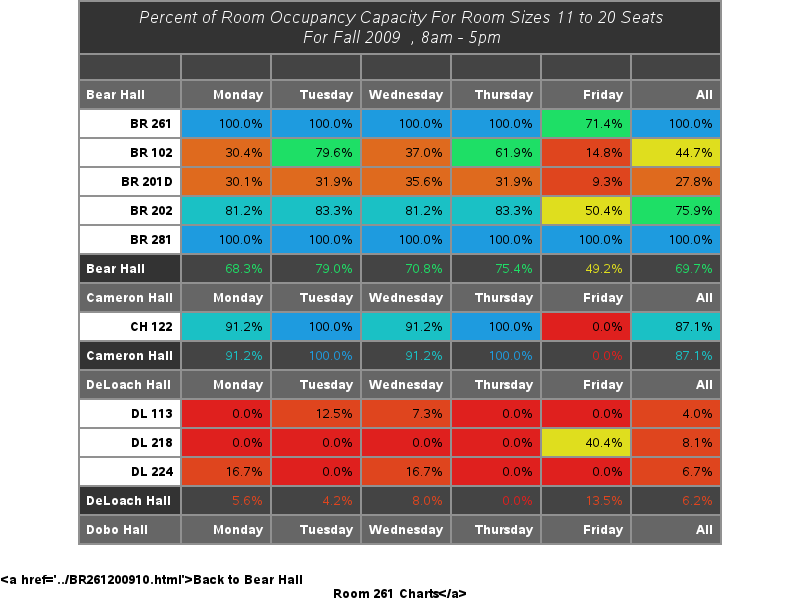 Percent of Room Occupancy Capacity For Room Sizes 11 to 20 Seats
For Fall 2009 , 8am - 5pm
Bear Hall Monday Tuesday Wednesday Thursday Friday All
BR 261 100.0% 100.0% 100.0% 100.0% 71.4% 100.0%
BR 102 30.4% 79.6% 37.0% 61.9% 14.8% 44.7%
BR 201D 30.1% 31.9% 35.6% 31.9% 9.3% 27.8%
BR 202 81.2% 83.3% 81.2% 83.3% 50.4% 75.9%
BR 281 100.0% 100.0% 100.0% 100.0% 100.0% 100.0%
Bear Hall 68.3% 79.0% 70.8% 75.4% 49.2% 69.7%
Cameron Hall Monday Tuesday Wednesday Thursday Friday All
CH 122 91.2% 100.0% 91.2% 100.0% 0.0% 87.1%
Cameron Hall 91.2% 100.0% 91.2% 100.0% 0.0% 87.1%
DeLoach Hall Monday Tuesday Wednesday Thursday Friday All
DL 113 0.0% 12.5% 7.3% 0.0% 0.0% 4.0%
DL 218 0.0% 0.0% 0.0% 0.0% 40.4% 8.1%
DL 224 16.7% 0.0% 16.7% 0.0% 0.0% 6.7%
DeLoach Hall 5.6% 4.2% 8.0% 0.0% 13.5% 6.2%
Dobo Hall Monday Tuesday Wednesday Thursday Friday All
<a href='../BR261200910.html'>Back to Bear Hall
Room 261 Charts</a>